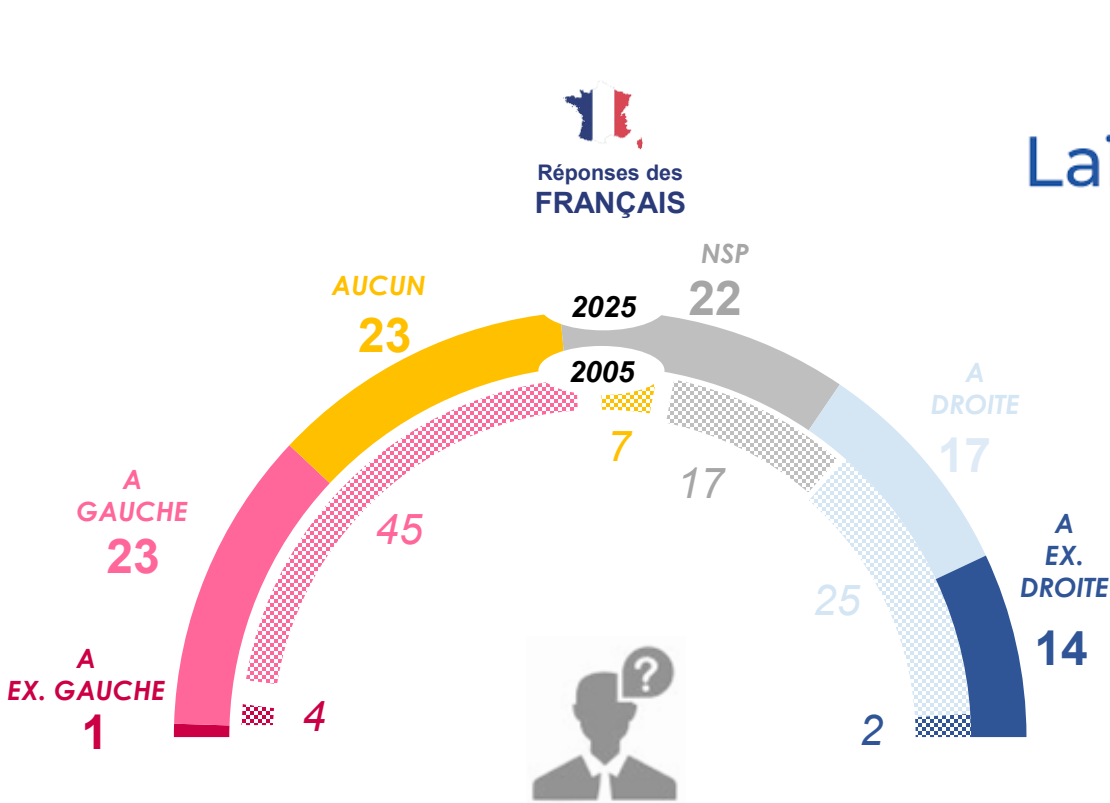 Réponses des
FRANÇAIS
Laï
NSP
22
AUCUN
23
2025
2005
A
DROITE
17
7
17
A
GAUCHE
23
45
A
EX.
DROITE
14
25
A
EX. GAUCHE
1
4
2
?